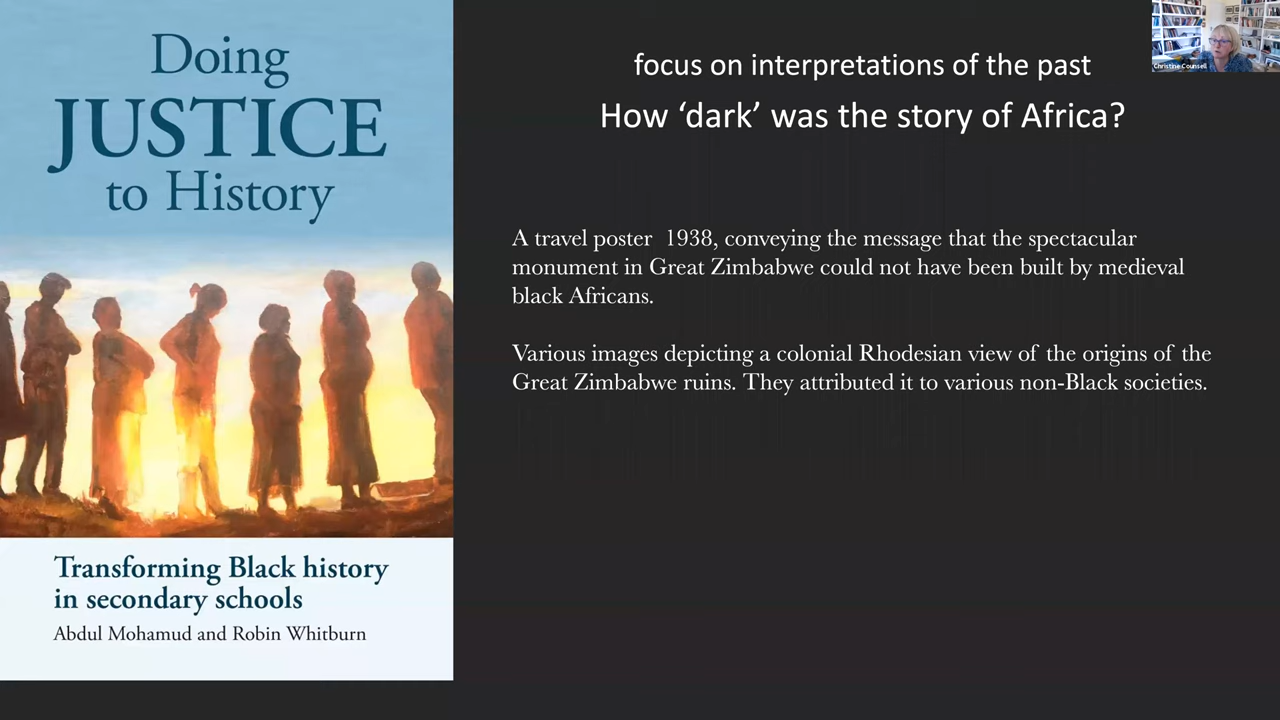 Doing
JUSTICE
to History
Transforming Black history
in secondary schools
Abdul Mohamud and Robin Whitburn
focus on interpretations of the past
How ‘dark’ was the story of Africa?
A travel poster  1938, conveying the message that the spectacular
monument in Great Zimbabwe could not have been built by medieval
black Africans.
Various images depicting a colonial Rhodesian view of the origins of the
Great Zimbabwe ruins. They attributed it to various non-Black societies.
Christine Counsell